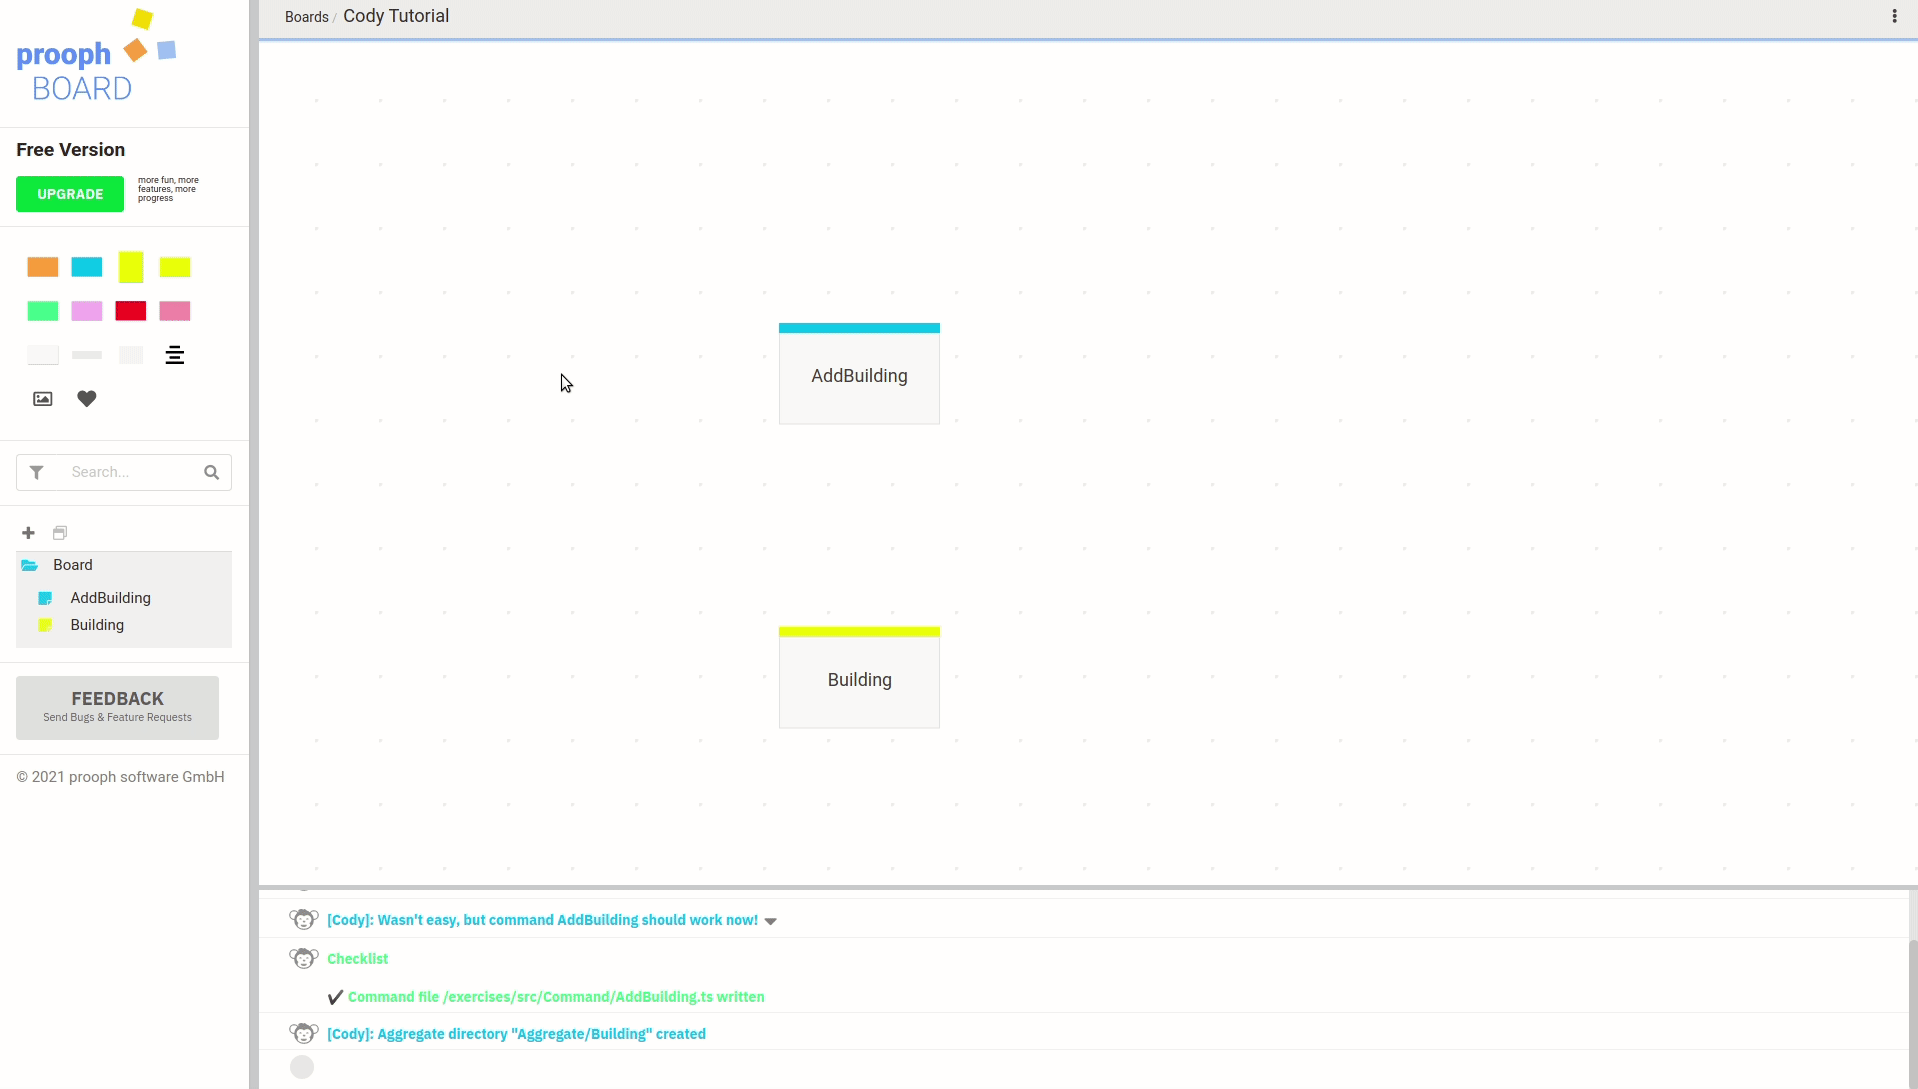 prooph
BOARD
Free Version
UPGRADE
more fun, more
features, more
progress
Search...
Board
AddBuilding
Building
FEEDBACK
Send Bugs & Feature Requests
© 2021 prooph software GmbH
Boards / Cody Tutorial
AddBuilding
Building
[Cody]: Wasn't easy, but command AddBuilding should work now!
Checklist
✔ Command file /exercises/src/Command/AddBuilding.ts written
[Cody]: Aggregate directory "Aggregate/Building" created